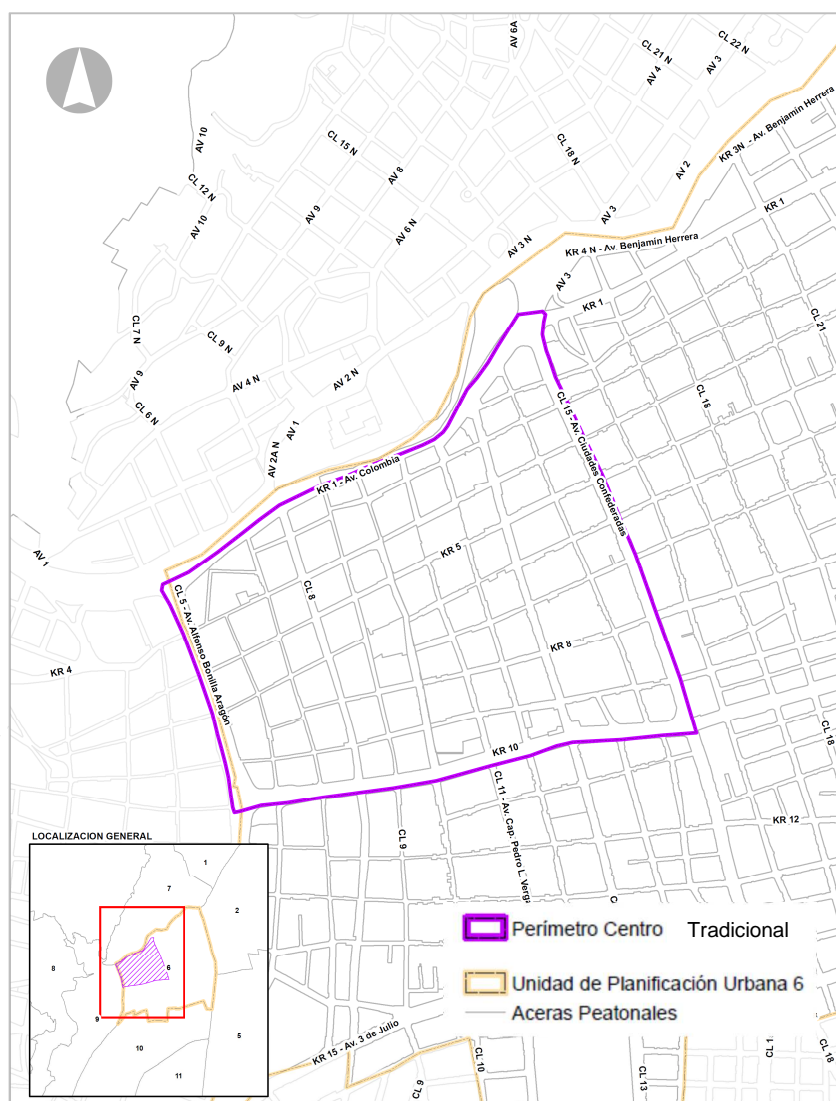 AV 6A
CL 22 N
CL 21 N
AV 3
AV 4
KR 3N - Av. Benjamín Herrera
AV 10
CL 15 N
CL 18 N
AV 8
AV 2
CL 12 N
AV 9
AV 10
AV 6 N
AV 3
KR 1
AV 3 N
KR 4 N - Av. Benjamín Herrera
AV 3
KR 1
CL 7 N
CL 9 N
CL 21
AV 9
AV 4 N
AV 2 N
CL 6 N
AV 1
AV 2A N
CL 15 - Av. Ciudades Confederadas
KR 1 - Av. Colombia
KR 5
AV 1
CL 8
CL 5 - Av. Alfonso Bonilla Aragón
KR 8
KR 4
CL 18
KR 10
CL 11 - Av. Cap. Pedro L. Verga
CL 9
KR 12
LOCALIZACION GENERAL
1
7
2
8
6
9
10
5
11
Perímetro Centro Tradicional
Unidad de Planificación Urbana 6
Aceras Peatonales
KR 15 - Av. 3 de Julio
CL 10
CL 9
CL 13
CL 18